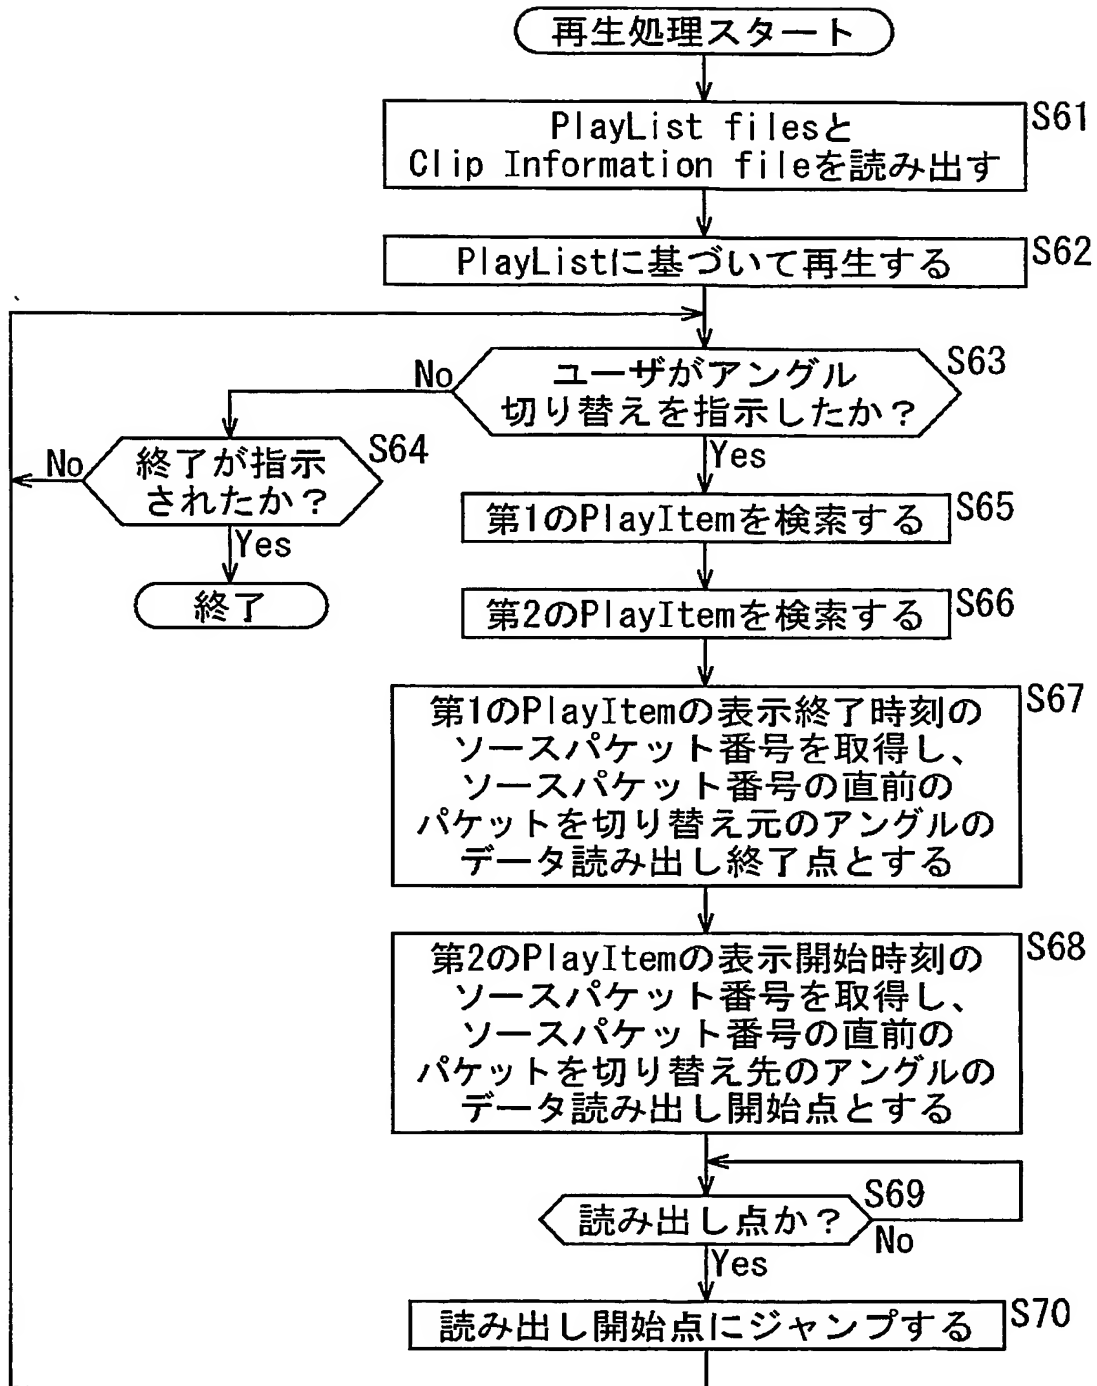 再生処理スタート
PlayList filesと
Clip Information fileを読み出す
S61
PlayListに基づいて再生する
S62
ユーザがアングル
切り替えを指示したか？
S63
No
Yes
終了が指示
されたか？
S64
No
Yes
終了
第1のPlayItemを検索する
S65
第2のPlayItemを検索する
S66
第1のPlayItemの表示終了時刻の
ソースパケット番号を取得し、
ソースパケット番号の直前の
パケットを切り替え元のアングルの
データ読み出し終了点とする
S67
第2のPlayItemの表示開始時刻の
ソースパケット番号を取得し、
ソースパケット番号の直前の
パケットを切り替え先のアングルの
データ読み出し開始点とする
S68
読み出し点か？
S69
No
Yes
読み出し開始点にジャンプする
S70